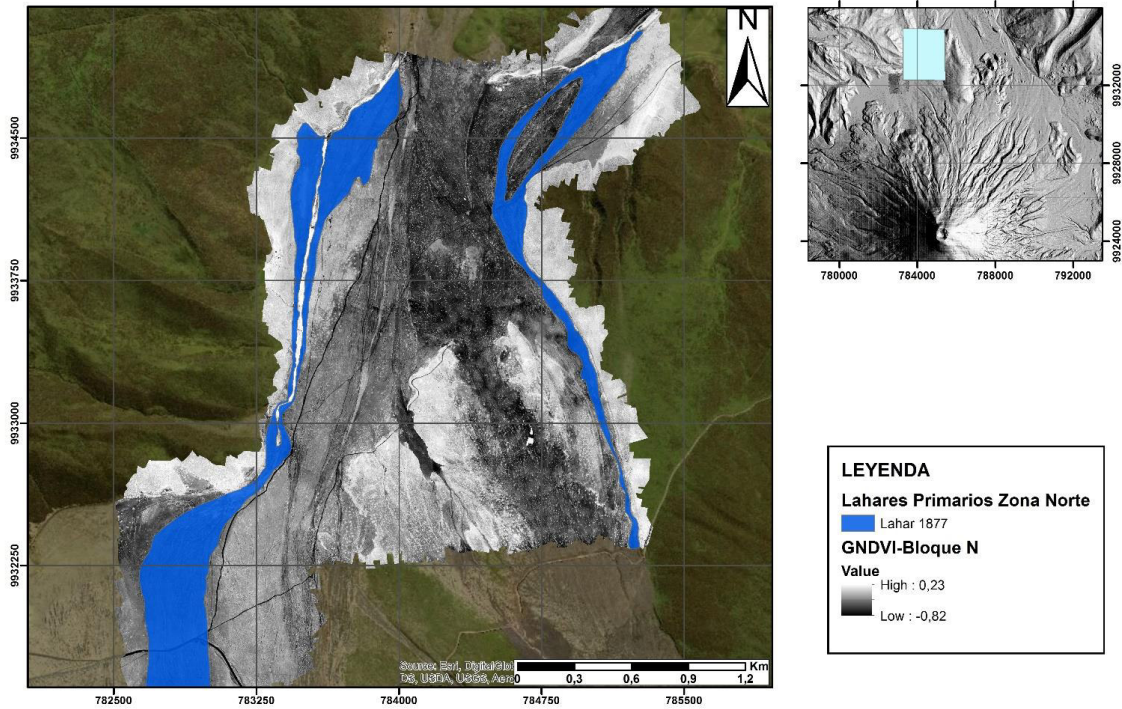 N
9934500
9933750
9933000
9932250
782500
783250
784000
784750
785500
Source: Esri, DigitalGlob
DS, USDA, USGS, Aero
Km
0
0,3
0,6
0,9
1,2
9932000
9928000
9924000
780000
784000
788000
792000
LEYENDA
Lahares Primarios Zona Norte
Lahar 1877
GNDVI-Bloque N
Value
High : 0,23
Low : -0,82